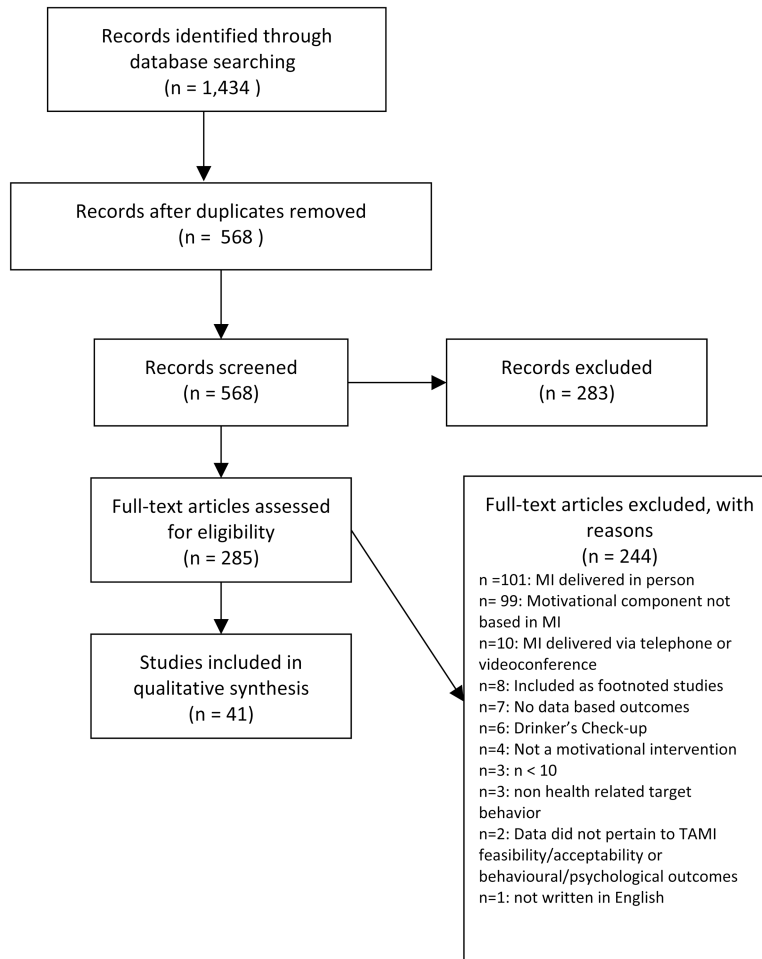 Records identified through
database searching
(n = 1,434 )
Records after duplicates removed
(n =  568 )
Records screened
(n = 568)
Records excluded
(n = 283)
Full-text articles assessed
for eligibility
(n = 285)
Full-text articles excluded, with
reasons
(n = 244)
n =101: MI delivered in person
n= 99: Motivational component not
based in MI
n=10: MI delivered via telephone or
videoconference
n=8: Included as footnoted studies
n=7: No data based outcomes
n=6: Drinker’s Check-up
n=4: Not a motivational intervention
n=3: n < 10
n=3: non health related target
behavior
n=2: Data did not pertain to TAMI
feasibility/acceptability or
behavioural/psychological outcomes
n=1: not written in English
Studies included in
qualitative synthesis
(n = 41)